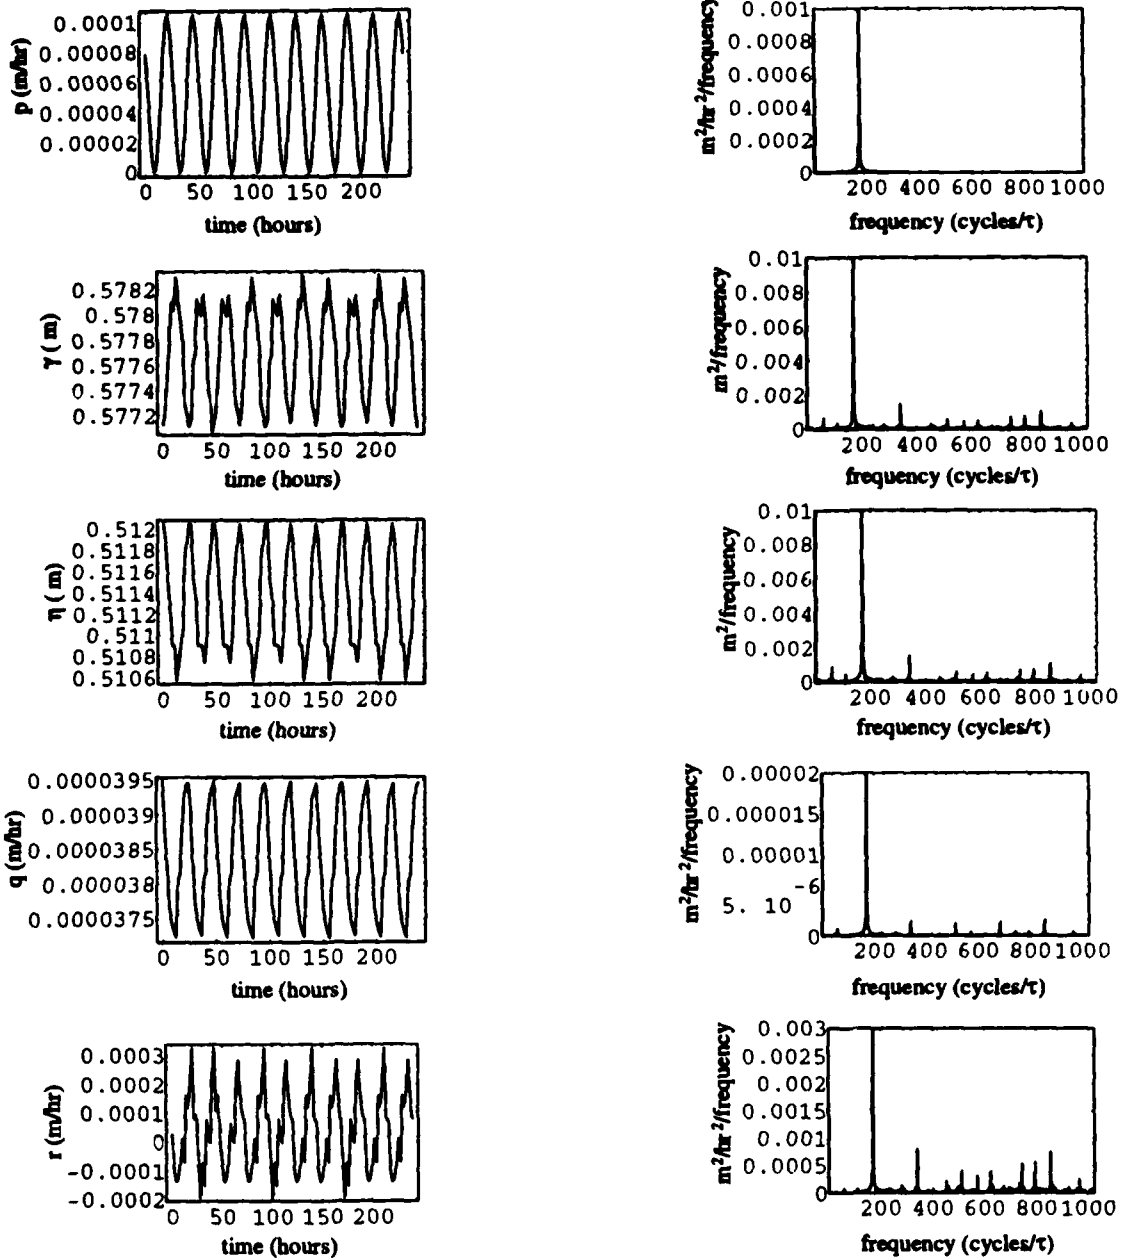 p (m/hr)
0.0001
0.00008
0.00006
0.00004
0.00002
0
0 50 100 150 200
time (hours)
m²/hr²/frequency
0.001
0.0008
0.0006
0.0004
0.0002
0
200 400 600 800 1000
frequency (cycles/τ)
γ ( m)
0.5782
0.578
0.5778
0.5776
0.5774
0.5772
0 50 100 150 200
time (hours)
m²/frequency
0.01
0.008
0.006
0.004
0.002
0
200 400 600 800 1000
frequency (cycles/τ)
η ( m)
0.512
0.5118
0.5116
0.5114
0.5112
0.511
0.5108
0.5106
0 50 100 150 200
time (hours)
m²/frequency
0.01
0.008
0.006
0.004
0.002
0
200 400 600 800 1000
frequency (cycles/τ)
q (m/hr)
0.0000395
0.000039
0.0000385
0.000038
0.0000375
0 50 100 150 200
time (hours)
m²/hr²/frequency
0.00002
0.000015
0.00001
5. 10⁻⁶
0
200 400 600 800 1000
frequency (cycles/τ)
r (m/hr)
0.0003
0.0002
0.0001
0
-0.0001
-0.0002
0 50 100 150 200
time (hours)
m²/hr²/frequency
0.003
0.0025
0.002
0.0015
0.001
0.0005
0
200 400 600 800 1000
frequency (cycles/τ)